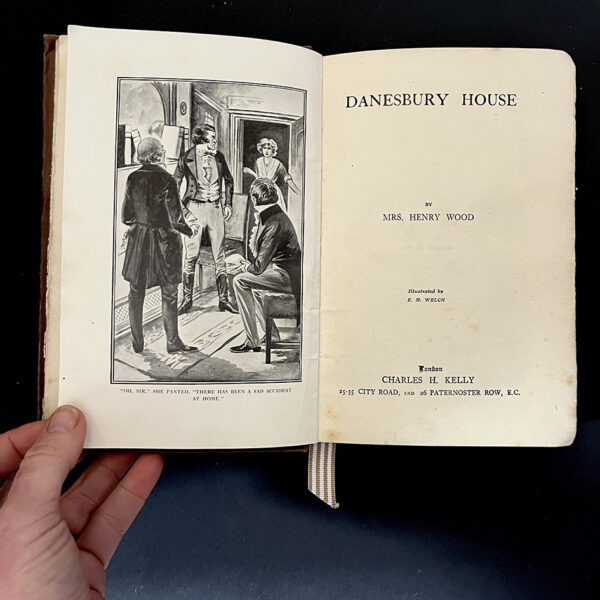 "OH, SIR," SHE PANTED, "THERE HAS BEEN A SAD ACCIDENT
AT HOME."
DANESBURY HOUSE
BY
MRS. HENRY WOOD
Illustrated by
E. M. WELCH
London
CHARLES H. KELLY
25-35 CITY ROAD, AND 26 PATERNOSTER ROW, E.C.